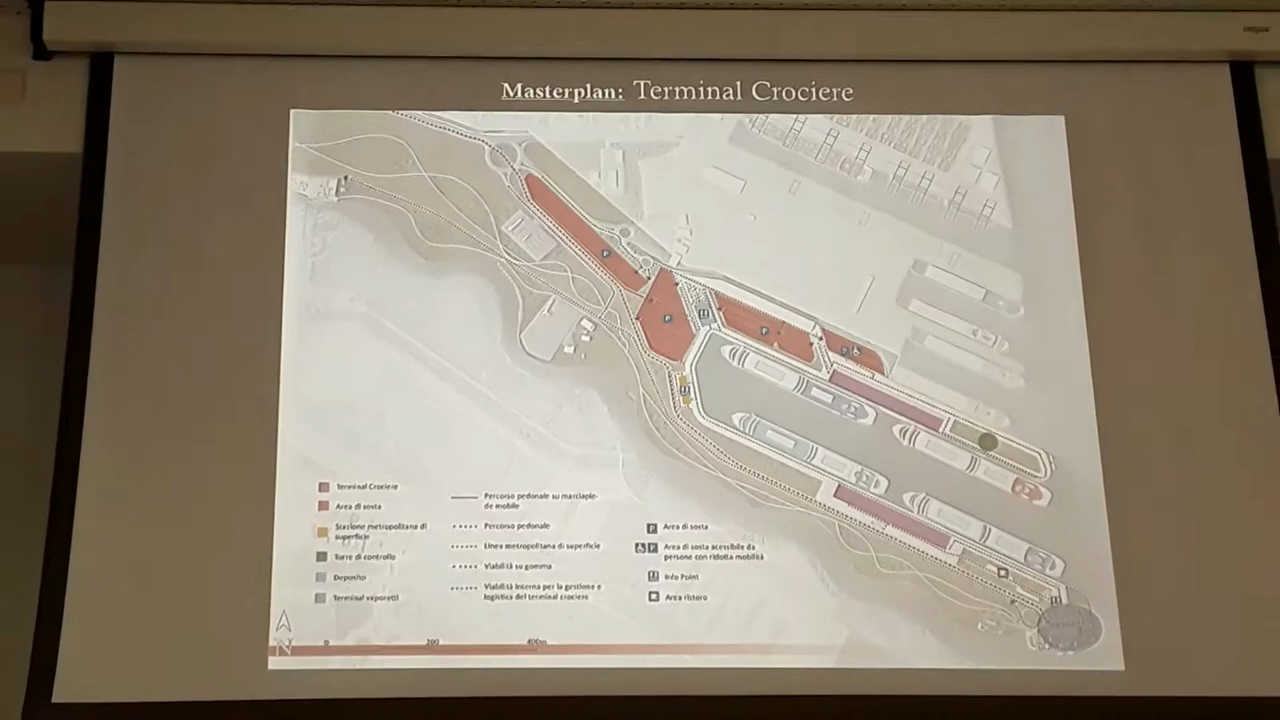 Masterplan: Terminal Crociere
Terminal Crociere
Area di sosta
Stazione metropolitana di
superficie
Torre di controllo
Deposito
Terminal vaporetti
Percorso pedonale su marciapie-
de mobile
Percorso pedonale
Linea metropolitana di superficie
Viabilità su gomma
Viabilità interna per la gestione e
logistica del terminal crociere
P Area di sosta
P Area di sosta acessibile da
persone con ridotta mobilità
Info Point
Area ristoro
N
0 200 400m
P
P
P